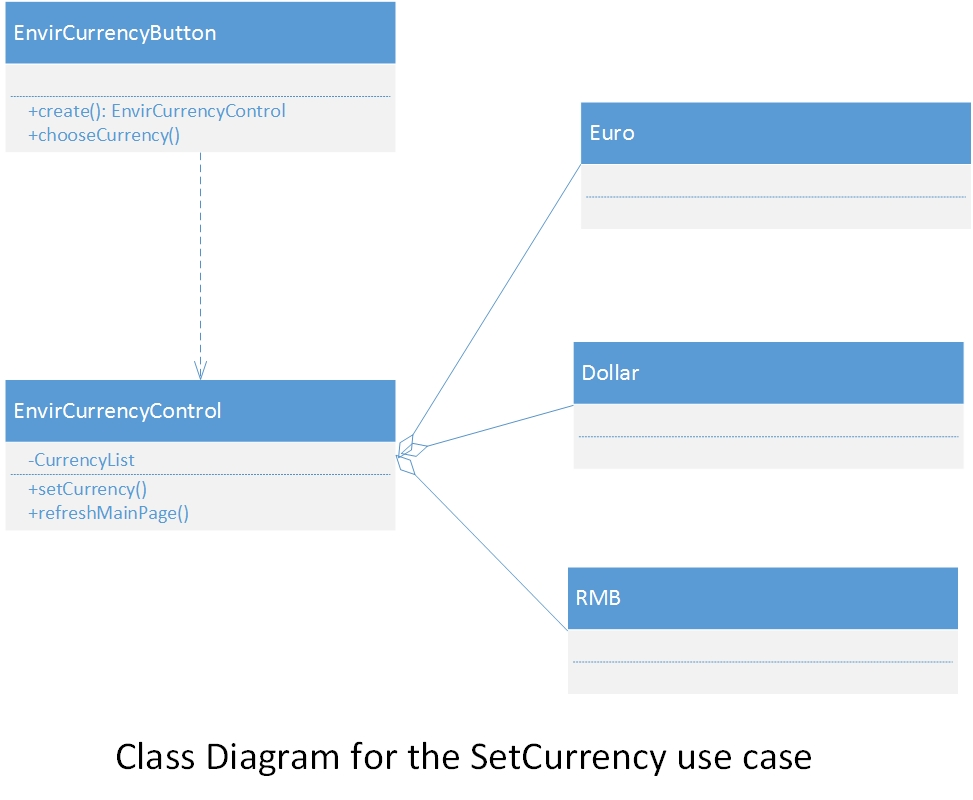 EnvirCurrencyButton
+create(): EnvirCurrencyControl
+chooseCurrency()
Euro
Dollar
EnvirCurrencyControl
-CurrencyList
+setCurrency()
+refreshMainPage()
RMB
Class Diagram for the SetCurrency use case